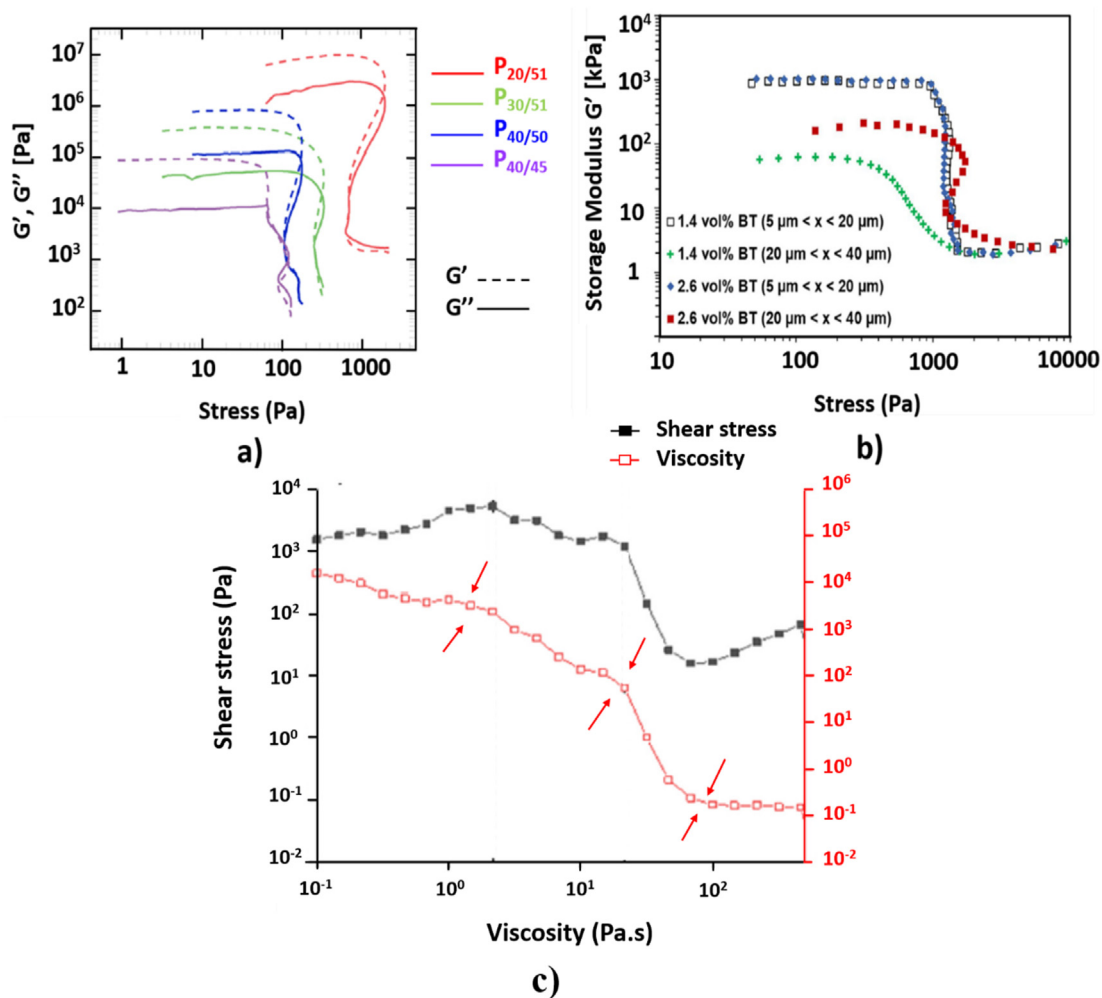 G′, G″ [Pa]
10⁷
10⁶
10⁵
10⁴
10³
10²
1 10 100 1000
Stress (Pa)
P20/51
P30/51
P40/50
P40/45
G′
G″
a)
Storage Modulus G′ [kPa]
10⁴
10³
10²
10
1
1.4 vol% BT (5 µm < x < 20 µm)
1.4 vol% BT (20 µm < x < 40 µm)
2.6 vol% BT (5 µm < x < 20 µm)
2.6 vol% BT (20 µm < x < 40 µm)
10 100 1000 10000
Stress (Pa)
b)
Shear stress
Viscosity
Shear stress (Pa)
10⁴
10³
10²
10¹
10⁰
10⁻¹
10⁻²
10⁶
10⁵
10⁴
10³
10²
10¹
10⁰
10⁻¹
10⁻²
10⁻¹ 10⁰ 10¹ 10²
Viscosity (Pa.s)
c)